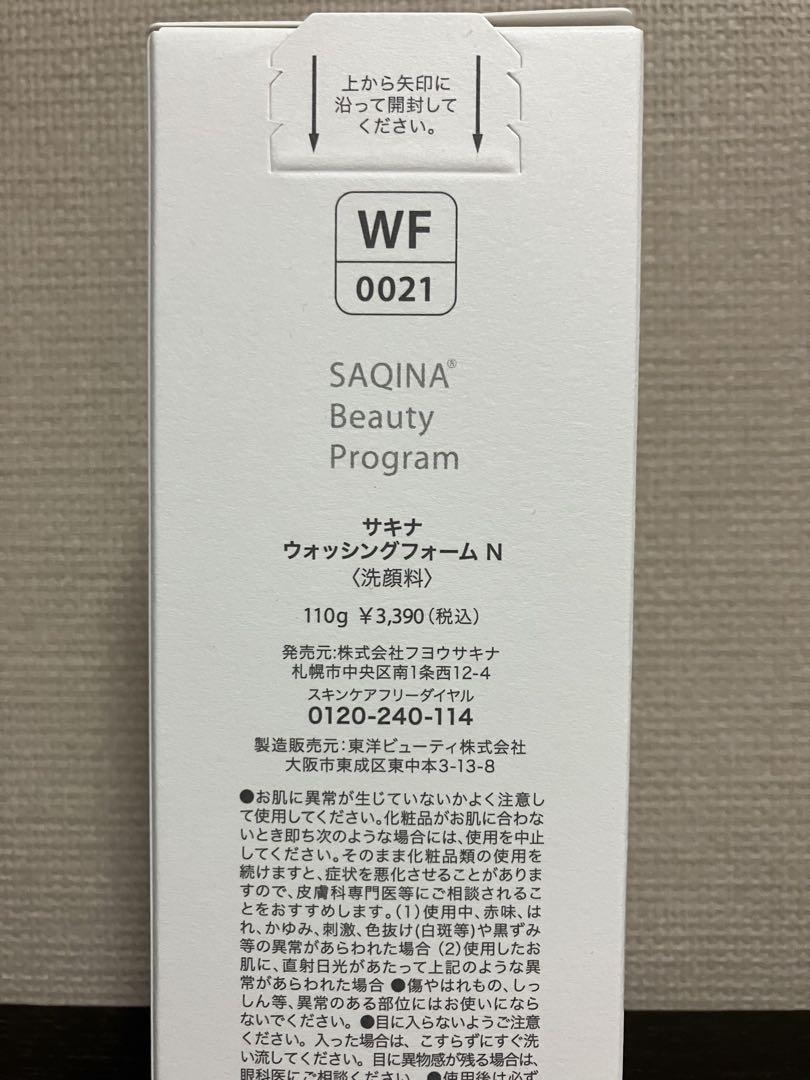 上から矢印に
沿って開封して
ください。
WF
0021
SAQINA®
Beauty
Program
サキナ
ウォッシングフォーム N
〈洗顔料〉
110g ¥3,390(税込)
発売元:株式会社フヨウサキナ
札幌市中央区南1条西12-4
スキンケアフリーダイヤル
0120-240-114
製造販売元:東洋ビューティ株式会社
大阪市東成区東中本3-13-8
●お肌に異常が生じていないかよく注意し
て使用してください。化粧品がお肌に合わな
いとき即ち次のような場合には、使用を中止
してください。そのまま化粧品類の使用を
続けますと、症状を悪化させることがありま
すので、皮膚科専門医等にご相談されるこ
とをおすすめします。(1)使用中、赤味、は
れ、かゆみ、刺激、色抜け(白斑等)や黒ずみ
等の異常があらわれた場合 (2)使用したお
肌に、直射日光があたって上記のような異
常があらわれた場合 ●傷やはれもの、しっ
しん等、異常のある部位にはお使いになら
ないでください。●目に入らないようご注意
ください。入った場合は、こすらずにすぐ洗
い流してください。目に異物感が残る場合は、
眼科医にご相談ください。●使用後は必ず